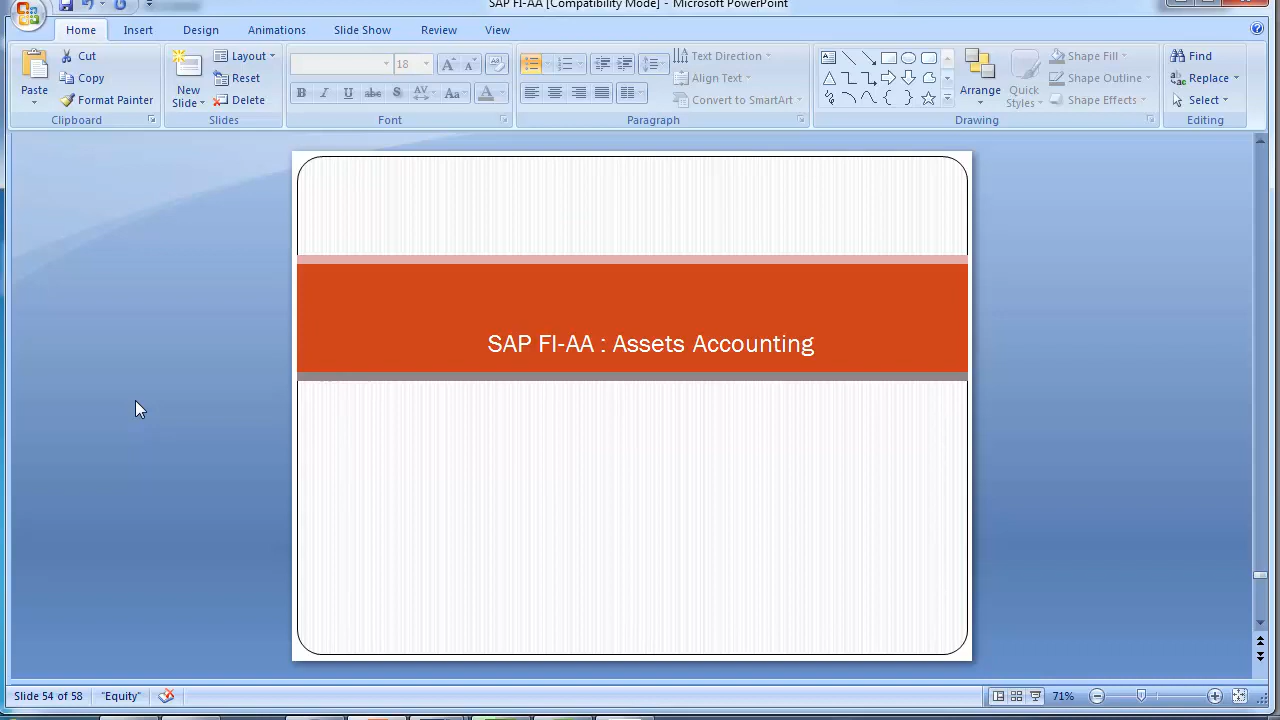 SAP FI-AA [Compatibility Mode] - Microsoft PowerPoint
Home Insert Design Animations Slide Show Review View
Paste
Cut
Copy
Format Painter
Clipboard
New Slide
Layout
Reset
Delete
Slides
18
B I U abc S AV Aa A
Font
Text Direction
Align Text
Convert to SmartArt
Paragraph
Arrange
Quick Styles
Shape Fill
Shape Outline
Shape Effects
Drawing
Find
Replace
Select
Editing
SAP FI-AA : Assets Accounting
Slide 54 of 58 "Equity" 71%